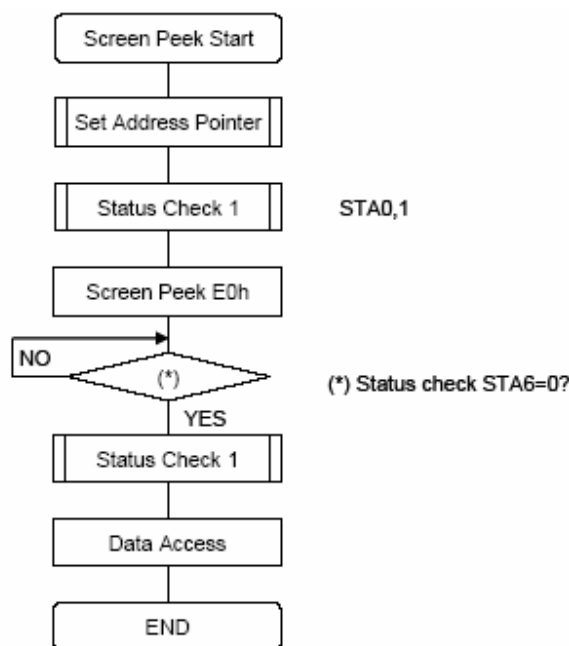 Screen Peek Start
Set Address Pointer
Status Check 1
STA0,1
Screen Peek E0h
NO
(*)
(*) Status check STA6=0?
YES
Status Check 1
Data Access
END